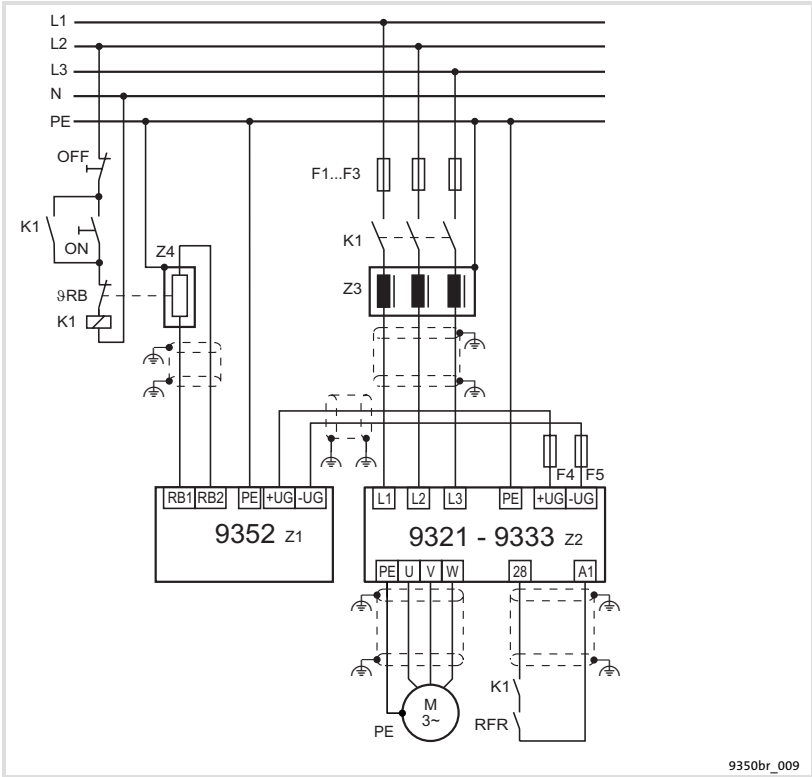 L1
L2
L3
N
PE
OFF
F1...F3
K1
ON
Z4
K1
ϑRB
Z3
K1
F4 F5
RB1 RB2 PE +UG -UG
L1 L2 L3 PE +UG -UG
9352 Z1
9321 - 9333 Z2
PE U V W
28 A1
K1
M
3~
RFR
PE
9350br_009